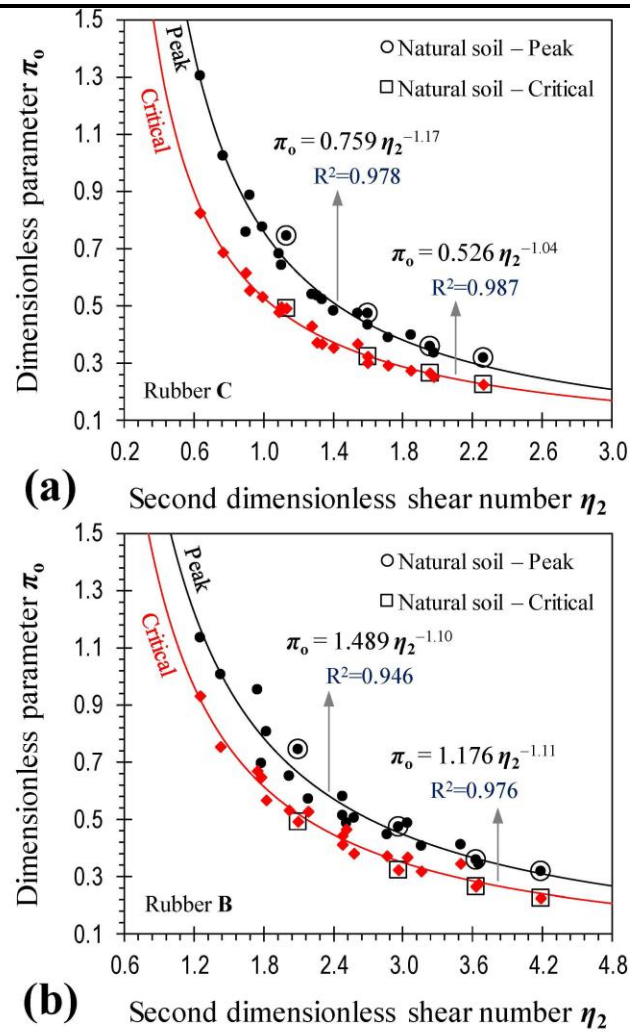 1.5
1.3
1.1
0.9
0.7
0.5
0.3
0.1
Dimensionless parameter πₒ
Peak
Critical
Natural soil – Peak
Natural soil – Critical
πₒ = 0.759 η₂⁻¹·¹⁷
R²=0.978
πₒ = 0.526 η₂⁻¹·⁰⁴
R²=0.987
Rubber C
0.2 0.6 1.0 1.4 1.8 2.2 2.6 3.0
(a) Second dimensionless shear number η₂
1.5
1.3
1.1
0.9
0.7
0.5
0.3
0.1
Dimensionless parameter πₒ
Peak
Critical
Natural soil – Peak
Natural soil – Critical
πₒ = 1.489 η₂⁻¹·¹⁰
R²=0.946
πₒ = 1.176 η₂⁻¹·¹¹
R²=0.976
Rubber B
0.6 1.2 1.8 2.4 3.0 3.6 4.2 4.8
(b) Second dimensionless shear number η₂